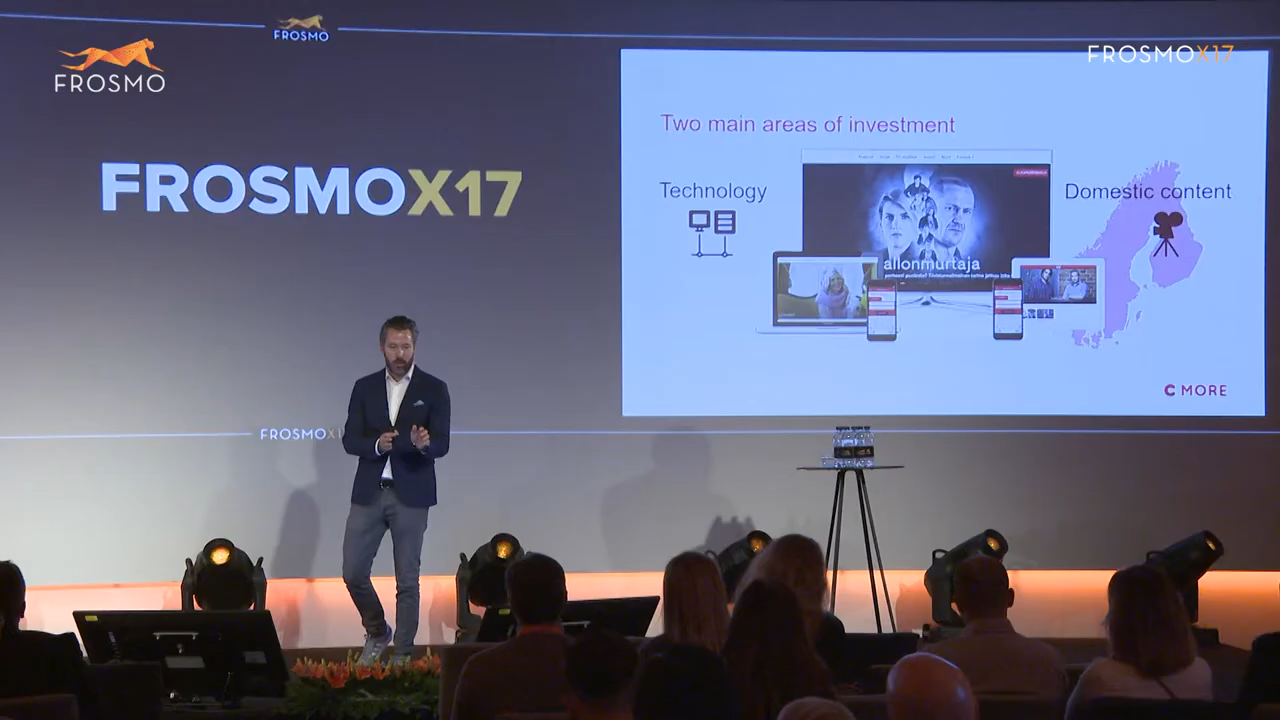 FROSMO
FROSMO
FROSMOX17
FROSMOX17
FROSMOX1
Two main areas of investment
Technology
Domestic content
allonmurtaja
C MORE